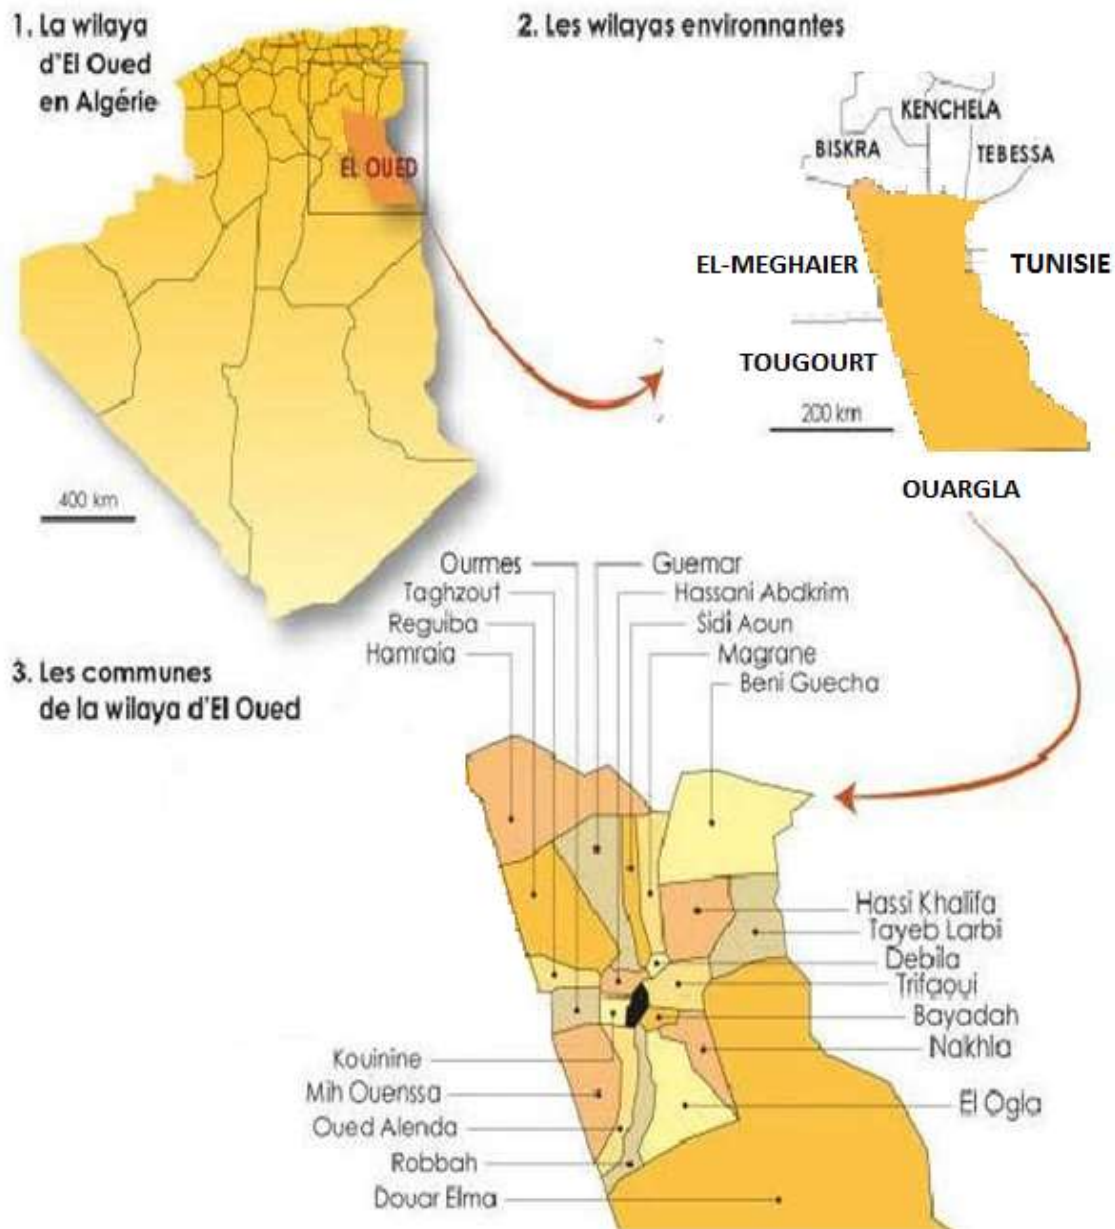 1. La wilaya
d'El Oued
en Algérie
EL OUED
400 km
2. Les wilayas environnantes
KENCHELA
BISKRA
TEBESSA
EL-MEGHAIER
TUNISIE
TOUGOURT
200 km
OUARGLA
3. Les communes
de la wilaya d'El Oued
Ourmes
Taghzout
Reguiba
Hamraia
Guemar
Hassani Abdkrim
Sidi Aoun
Magrane
Beni Guecha
Hassi Khalifa
Tayeb Larbi
Debila
Trifaoui
Bayadah
Nakhla
El Ogla
Kouinine
Mih Ouenssa
Oued Alenda
Robbah
Douar Elma